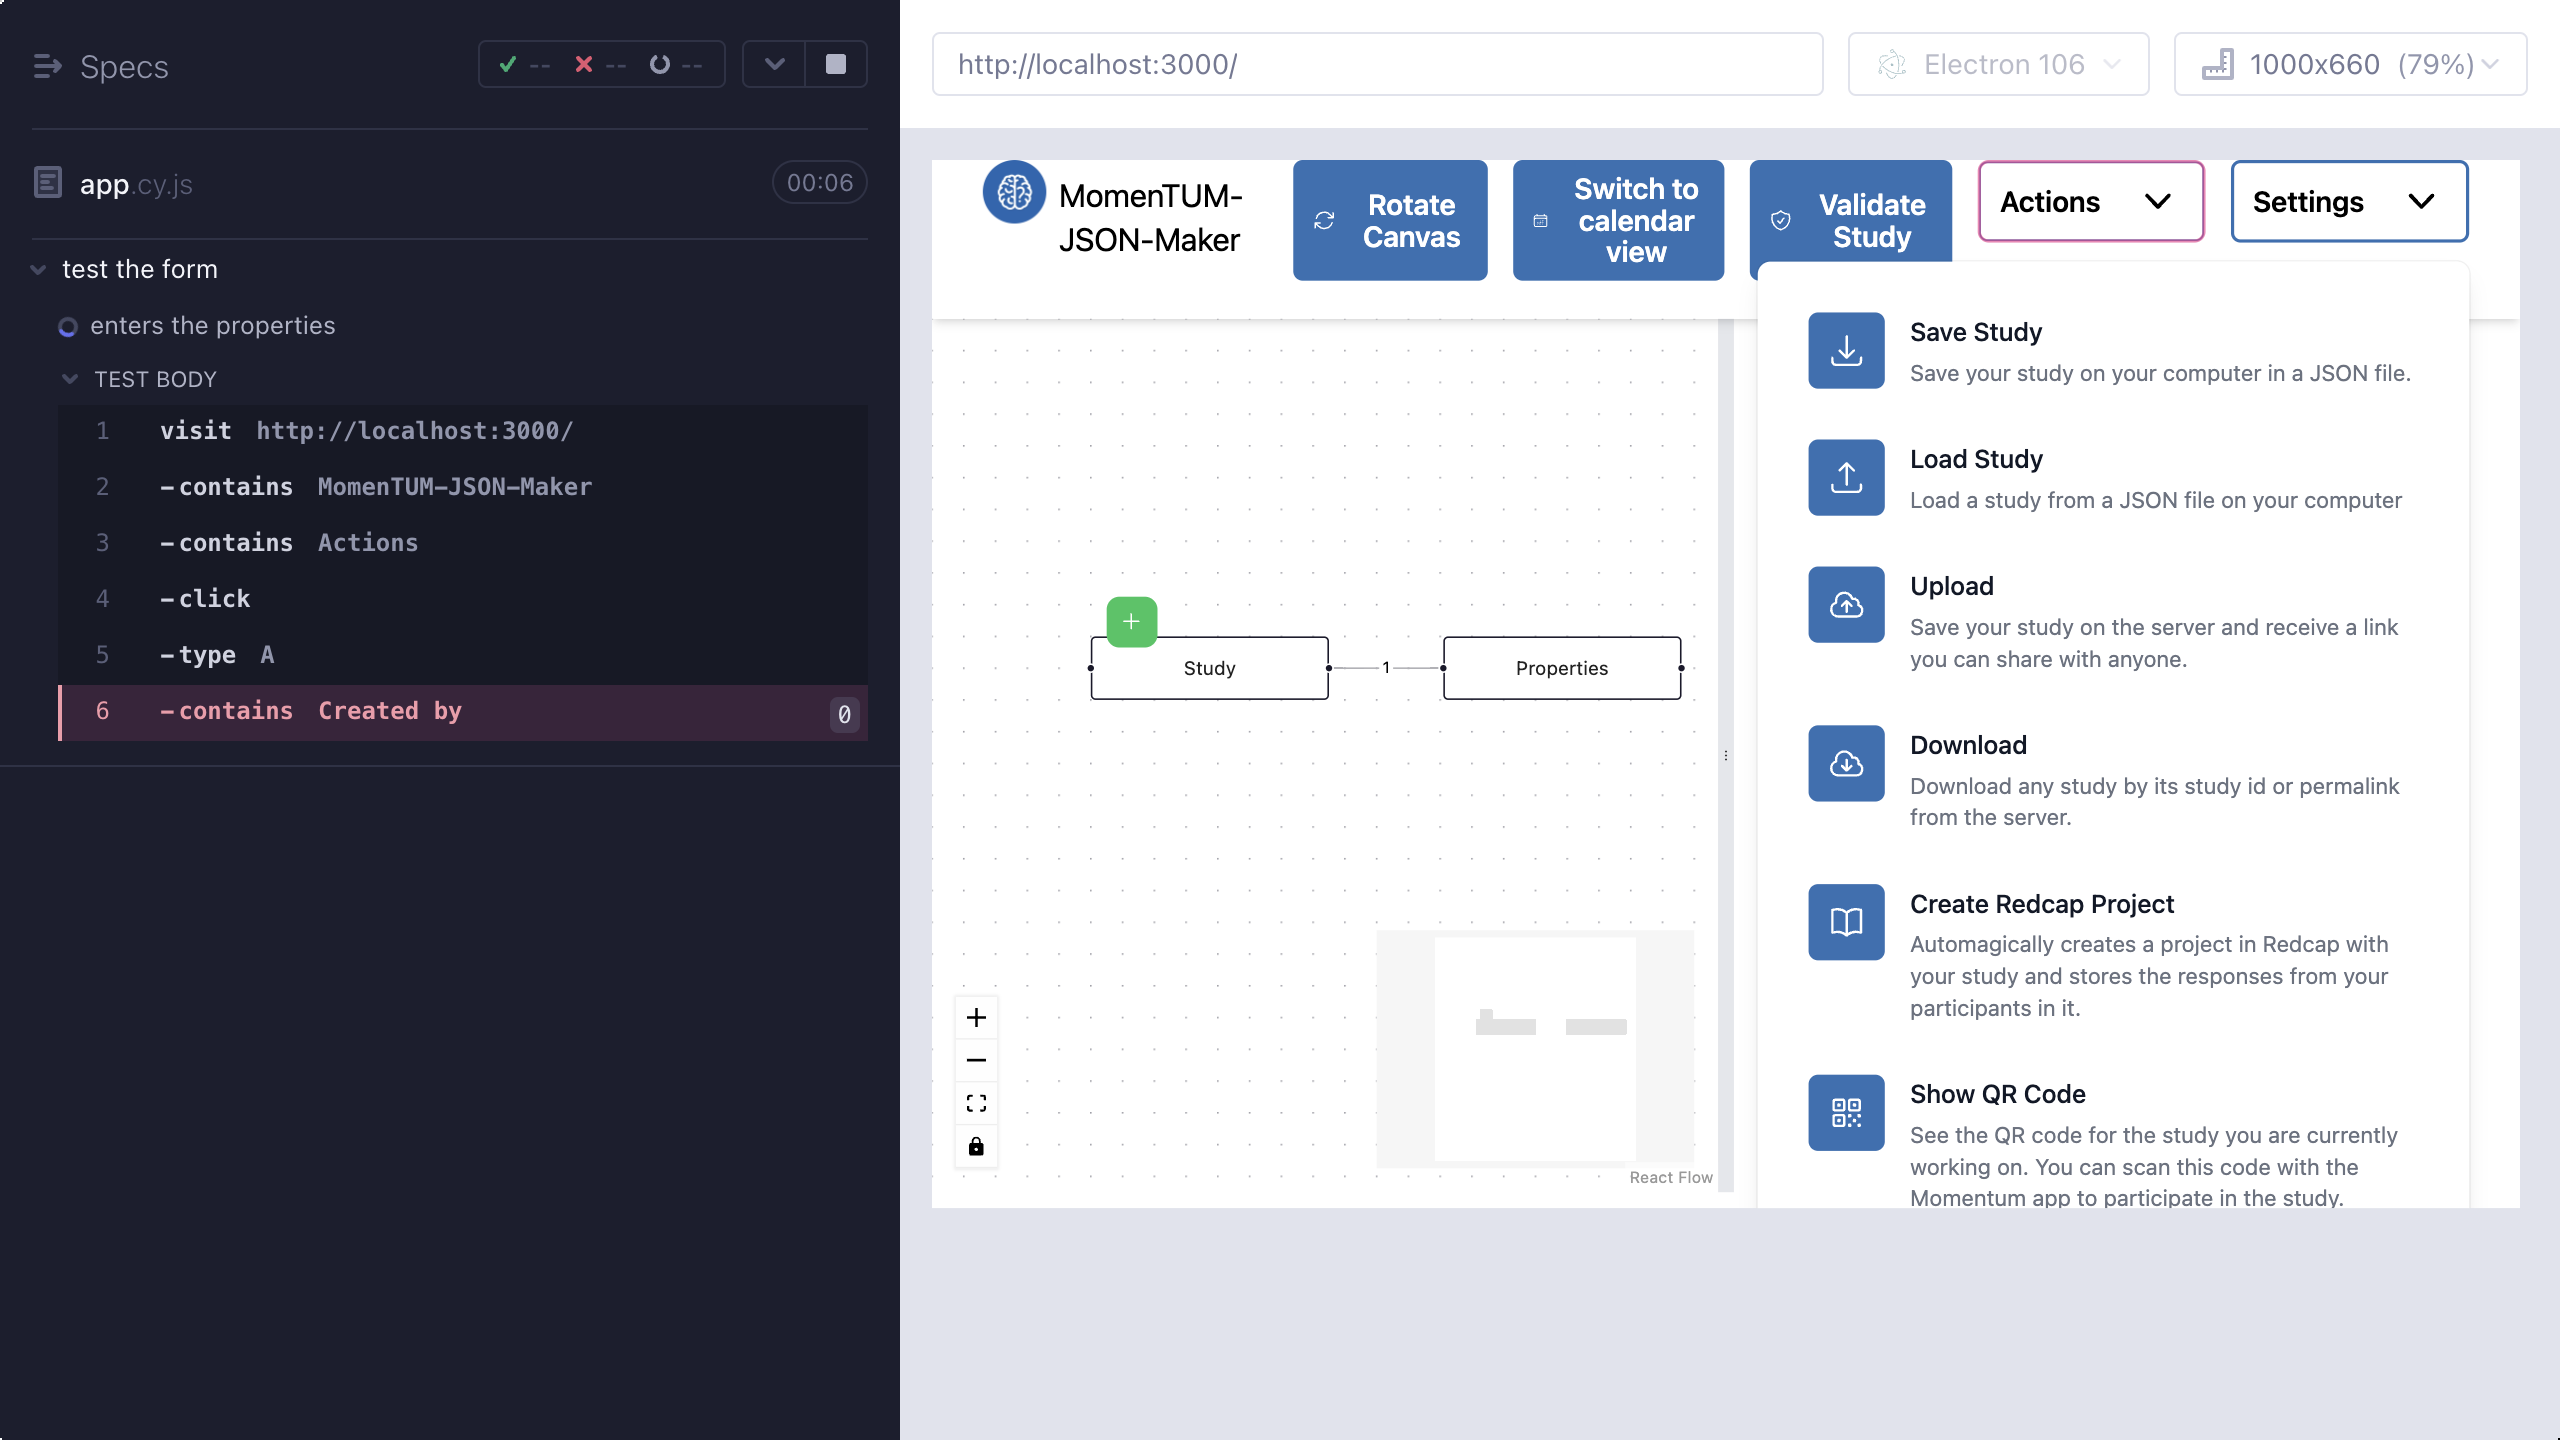 Specs
-- -- --
app.cy.js
00:06
test the form
enters the properties
TEST BODY
1 visit http://localhost:3000/
2 -contains MomenTUM-JSON-Maker
3 -contains Actions
4 -click
5 -type A
6 -contains Created by 0
http://localhost:3000/
Electron 106
1000x660 (79%)
MomenTUM-
JSON-Maker
Rotate
Canvas
Switch to
calendar
view
Validate
Study
Actions
Settings
Study
1
Properties
React Flow
Save Study
Save your study on your computer in a JSON file.
Load Study
Load a study from a JSON file on your computer
Upload
Save your study on the server and receive a link
you can share with anyone.
Download
Download any study by its study id or permalink
from the server.
Create Redcap Project
Automagically creates a project in Redcap with
your study and stores the responses from your
participants in it.
Show QR Code
See the QR code for the study you are currently
working on. You can scan this code with the
Momentum app to participate in the study.